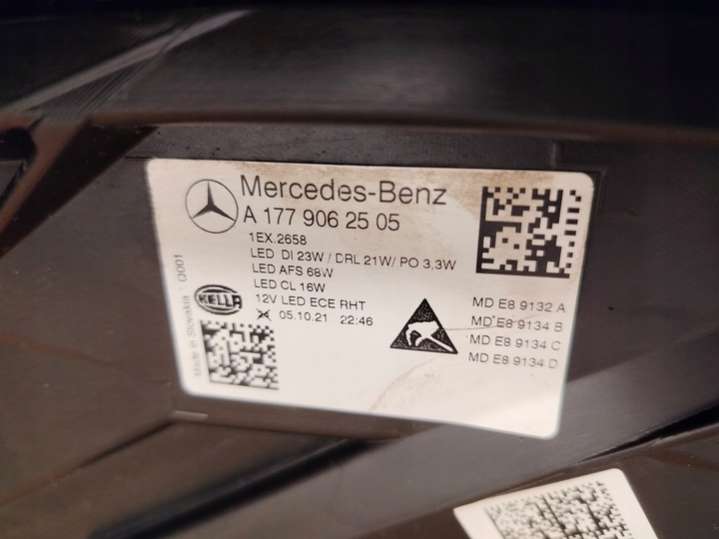 Mercedes-Benz
A 177 906 25 05
1EX.2658
LED DI 23W / DRL 21W/ PO 3,3W
LED AFS 68W
LED CL 16W
12V LED ECE RHT
05.10.21 22:46
HELLA
Made in Slovakia 0001
MD E8 9132 A
MD E8 9134 B
MD E8 9134 C
MD E8 9134 D